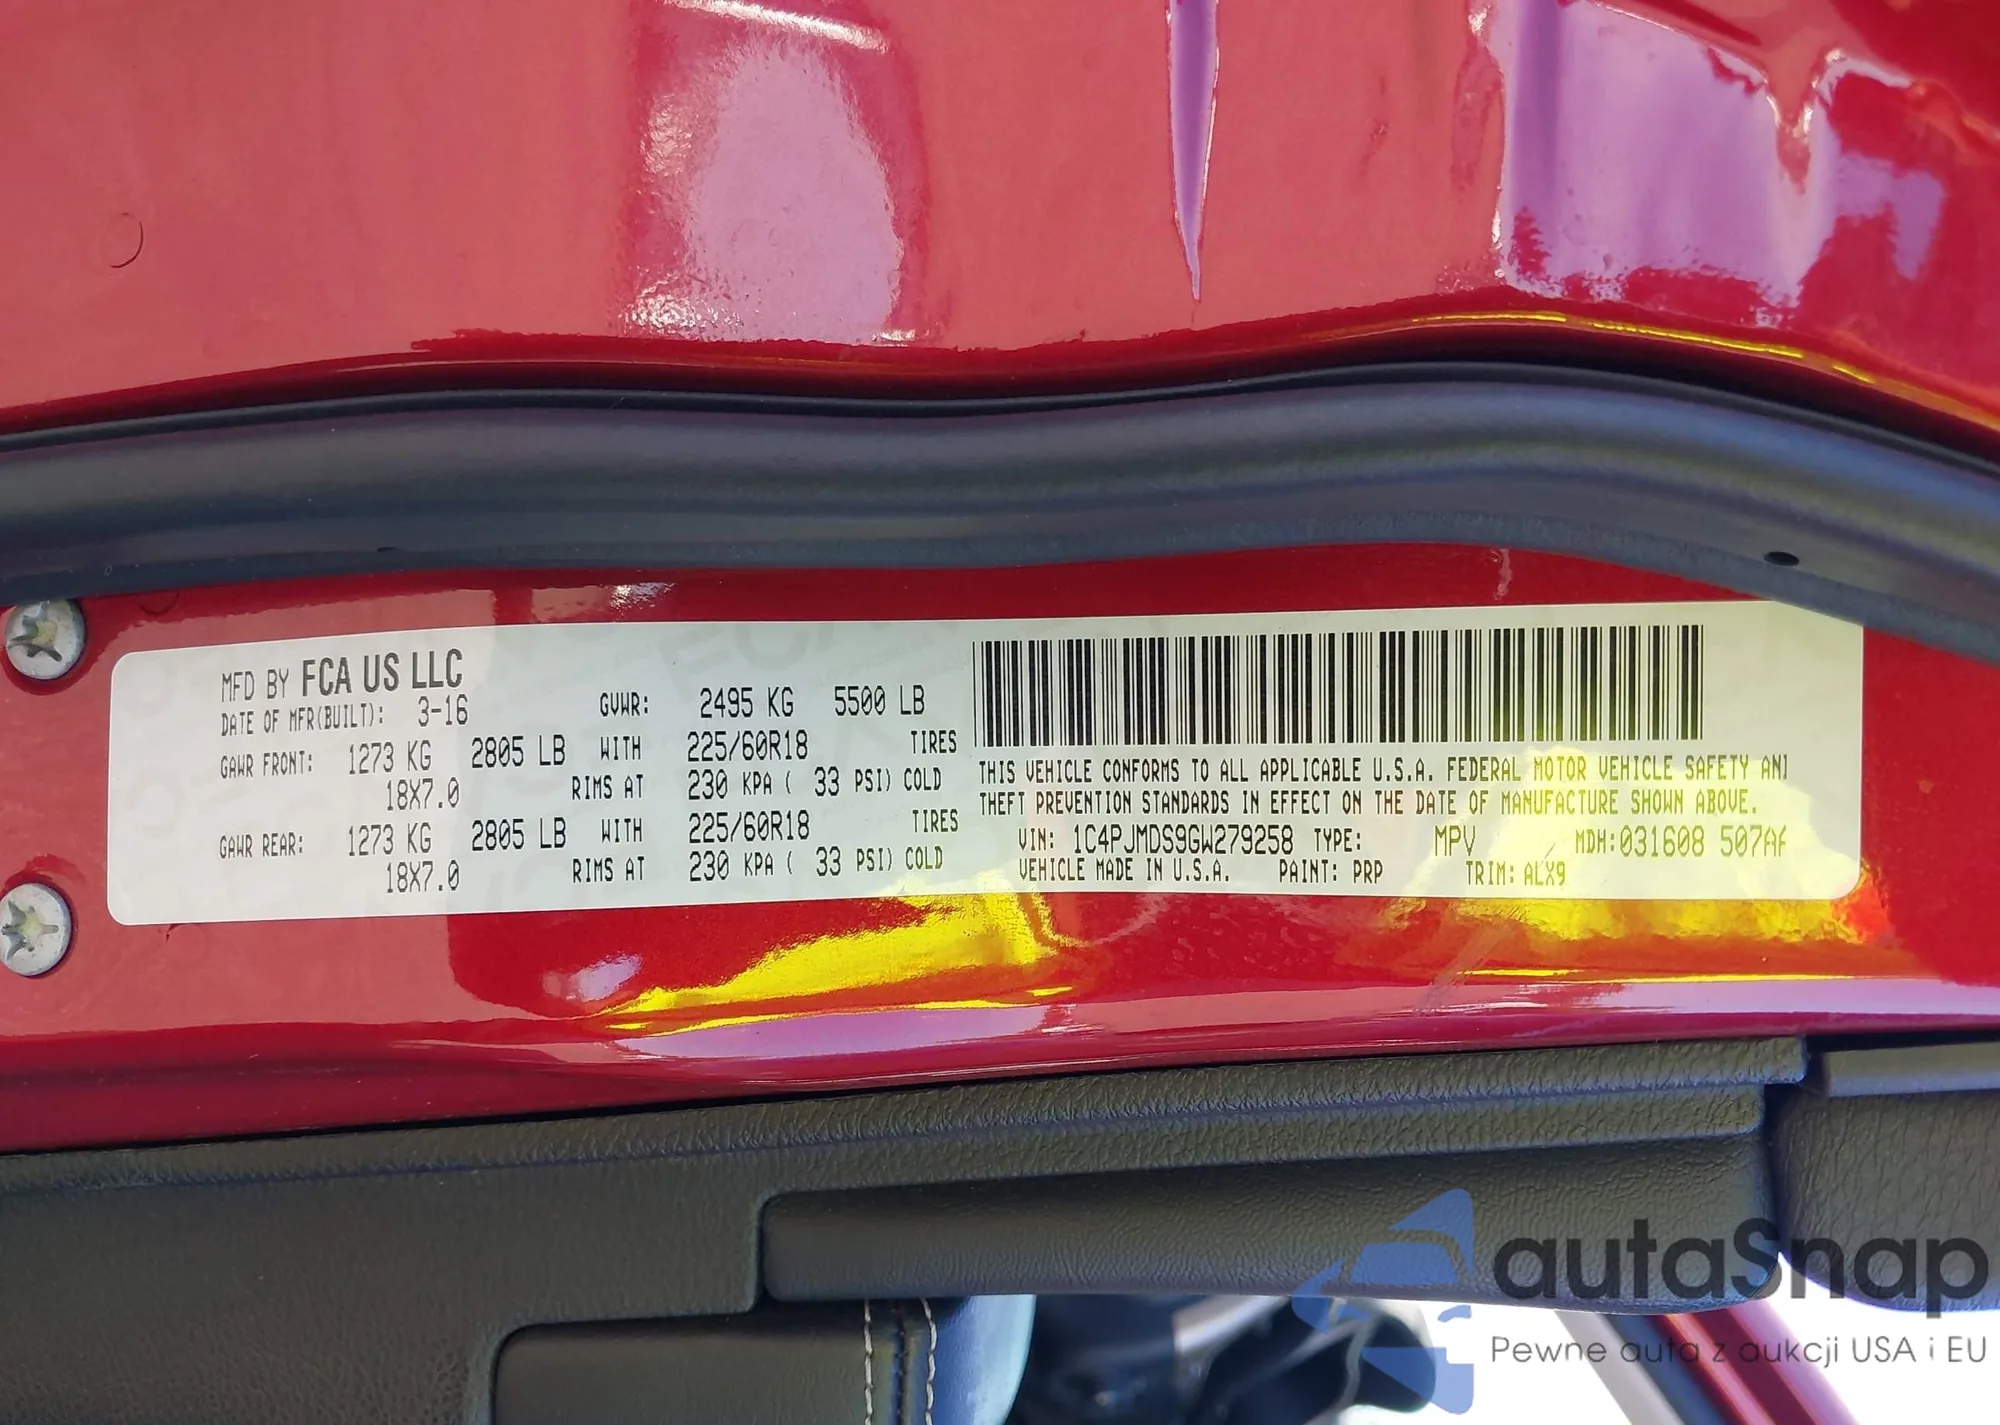 MFD BY FCA US LLC
DATE OF MFR(BUILT): 3-16 GVWR: 2495 KG 5500 LB
GAWR FRONT: 1273 KG 2805 LB WITH 225/60R18 TIRES
18X7.0 RIMS AT 230 KPA ( 33 PSI) COLD
GAWR REAR: 1273 KG 2805 LB WITH 225/60R18 TIRES
18X7.0 RIMS AT 230 KPA ( 33 PSI) COLD
THIS VEHICLE CONFORMS TO ALL APPLICABLE U.S.A. FEDERAL MOTOR VEHICLE SAFETY
THEFT PREVENTION STANDARDS IN EFFECT ON THE DATE OF MANUFACTURE SHOWN ABOVE.
VIN: 1C4PJMDS9GW279258 TYPE: MPV MDH:031608
VEHICLE MADE IN U.S.A. PAINT: PRP TRIM: ALX9
autaSnap
Pewne auta z aukcji USA i EU